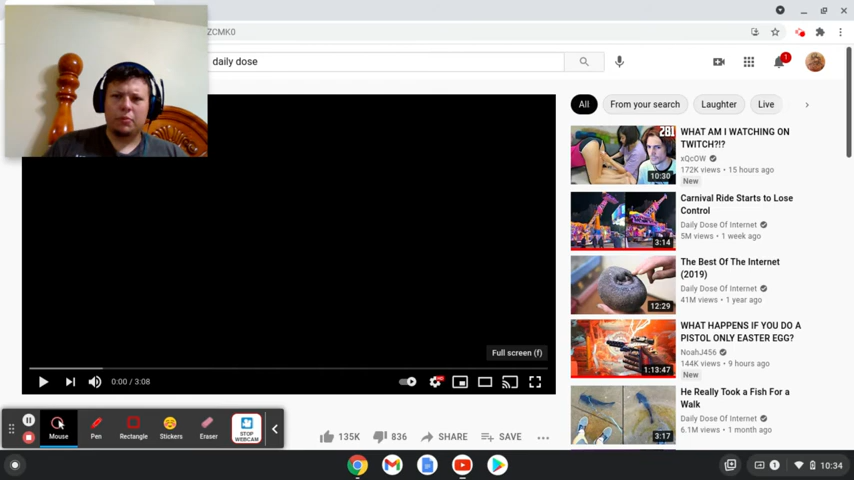 ZCMK0
daily dose
1
All
From your search
Laughter
Live
281
10:30
WHAT AM I WATCHING ON
TWITCH?!?
xQcOW
172K views • 15 hours ago
New
3:14
Carnival Ride Starts to Lose
Control
Daily Dose Of Internet
5M views • 1 week ago
12:29
The Best Of The Internet
(2019)
Daily Dose Of Internet
41M views • 1 year ago
1:13:47
WHAT HAPPENS IF YOU DO A
PISTOL ONLY EASTER EGG?
NoahJ456
144K views • 9 hours ago
New
3:17
He Really Took a Fish For a
Walk
Daily Dose Of Internet
6.1M views • 1 month ago
Full screen (f)
0:00 / 3:08
HD
Mouse
Pen
Rectangle
Stickers
Eraser
STOP
WEBCAM
135K
836
SHARE
SAVE
1
10:34